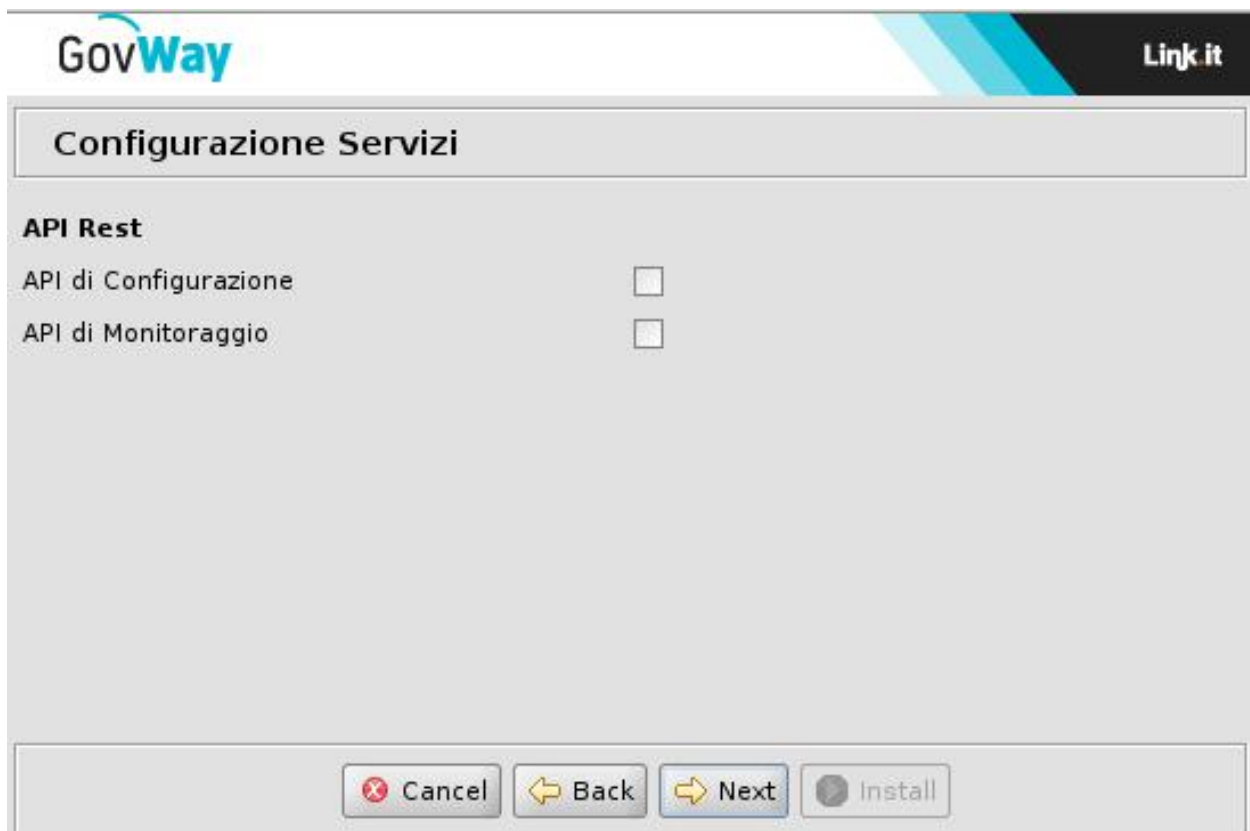 GovWay
Link.it
Configurazione Servizi
API Rest
API di Configurazione
API di Monitoraggio
Cancel Back Next Install